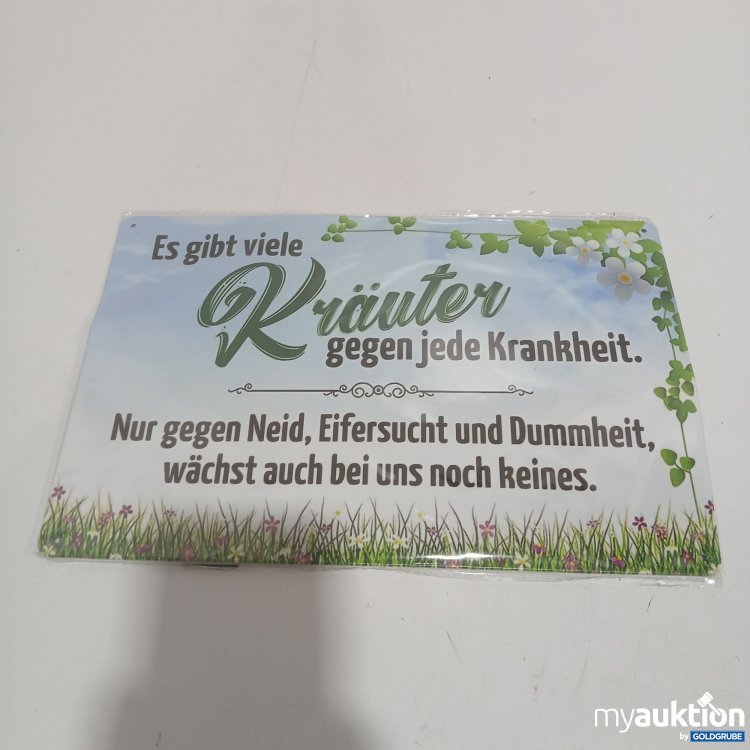 Es gibt viele
Kräuter
gegen jede Krankheit.
Nur gegen Neid, Eifersucht und Dummheit,
wächst auch bei uns noch keines.
myauktion
by GOLDGRUBE